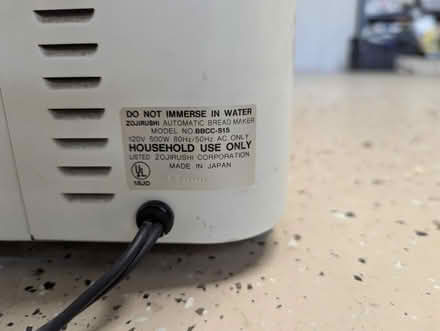 DO NOT IMMERSE IN WATER
ZOJIRUSHI AUTOMATIC BREAD MAKER
MODEL NO. BBCC-S15
120V 500W 60Hz/50Hz AC ONLY
HOUSEHOLD USE ONLY
LISTED ZOJIRUSHI CORPORATION
MADE IN JAPAN
UL